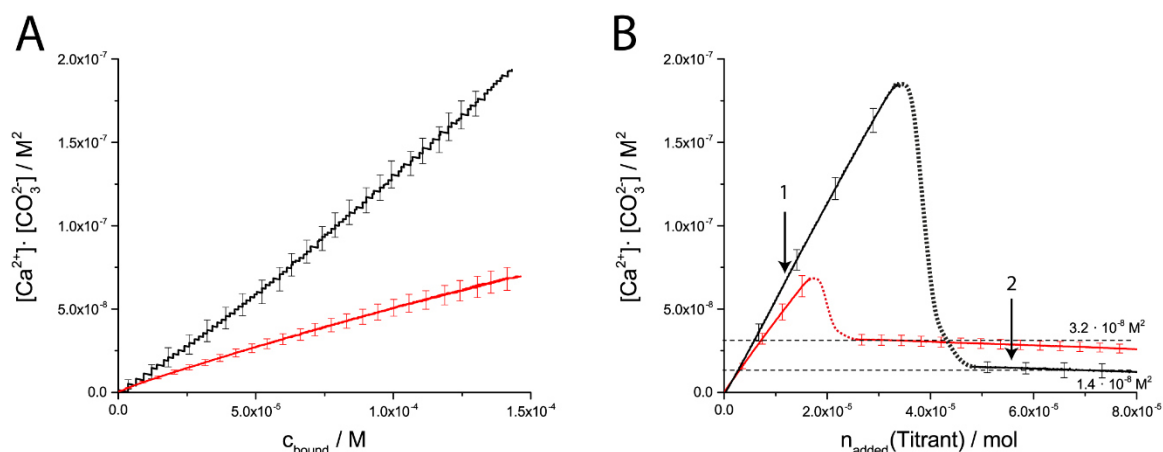 A
[Ca²⁺]· [CO₃²⁻] / M²
2.0x10⁻⁷
1.5x10⁻⁷
1.0x10⁻⁷
5.0x10⁻⁸
0.0
0.0
5.0x10⁻⁵
1.0x10⁻⁴
1.5x10⁻⁴
c_bound / M
B
[Ca²⁺]· [CO₃²⁻] / M²
2.0x10⁻⁷
1.5x10⁻⁷
1.0x10⁻⁷
5.0x10⁻⁸
0.0
1
2
3.2 · 10⁻⁸ M²
1.4 · 10⁻⁸ M²
0.0
2.0x10⁻⁵
4.0x10⁻⁵
6.0x10⁻⁵
8.0x10⁻⁵
n_added(Titrant) / mol